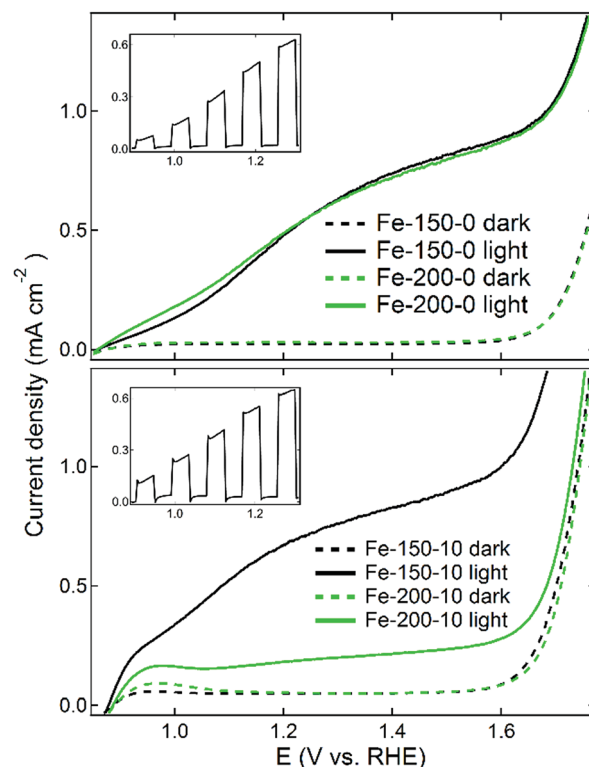 Current density (mA cm-2)
1.0
0.5
0.0
0.6
0.3
0.0
1.0 1.2
Fe-150-0 dark
Fe-150-0 light
Fe-200-0 dark
Fe-200-0 light
1.0
0.5
0.0
0.6
0.3
0.0
1.0 1.2
Fe-150-10 dark
Fe-150-10 light
Fe-200-10 dark
Fe-200-10 light
1.0 1.2 1.4 1.6
E (V vs. RHE)